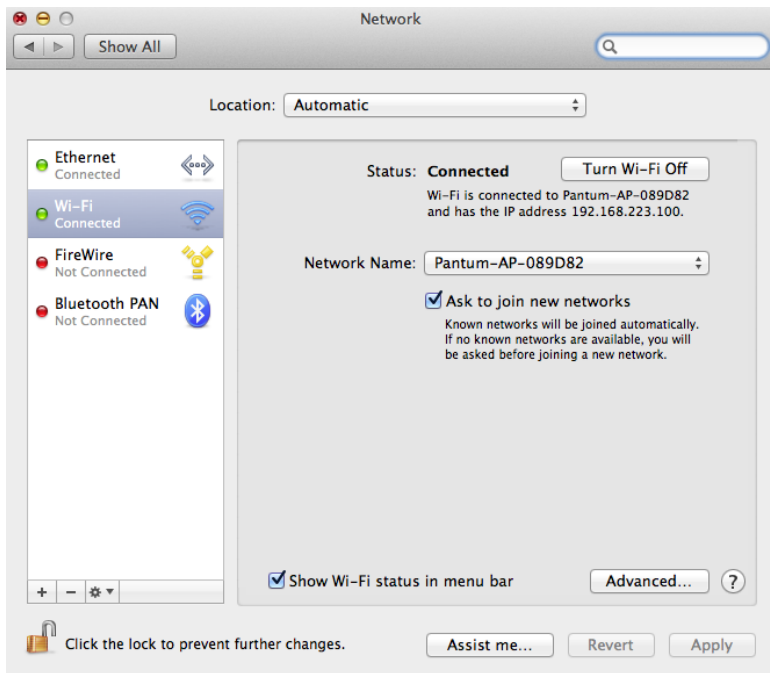 Network
Show All
Location: Automatic
Ethernet
Connected
Wi-Fi
Connected
FireWire
Not Connected
Bluetooth PAN
Not Connected
Status: Connected
Turn Wi-Fi Off
Wi-Fi is connected to Pantum-AP-089D82
and has the IP address 192.168.223.100.
Network Name: Pantum-AP-089D82
Ask to join new networks
Known networks will be joined automatically.
If no known networks are available, you will
be asked before joining a new network.
Show Wi-Fi status in menu bar
Advanced...
?
Click the lock to prevent further changes.
Assist me...
Revert
Apply